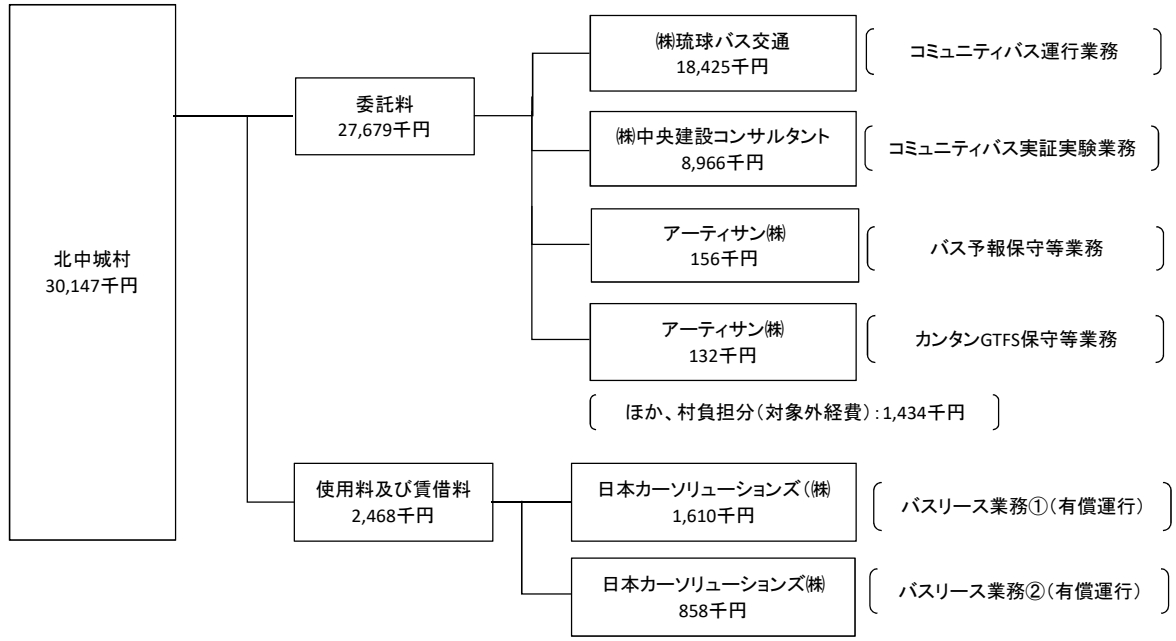 北中城村
30,147千円
委託料
27,679千円
㈱琉球バス交通
18,425千円
コミュニティバス運行業務
㈱中央建設コンサルタント
8,966千円
コミュニティバス実証実験業務
アーティサン㈱
156千円
バス予報保守等業務
アーティサン㈱
132千円
カンタンGTFS保守等業務
ほか、村負担分（対象外経費）：1,434千円
使用料及び賃借料
2,468千円
日本カーソリューションズ（㈱
1,610千円
バスリース業務①（有償運行）
日本カーソリューションズ㈱
858千円
バスリース業務②（有償運行）